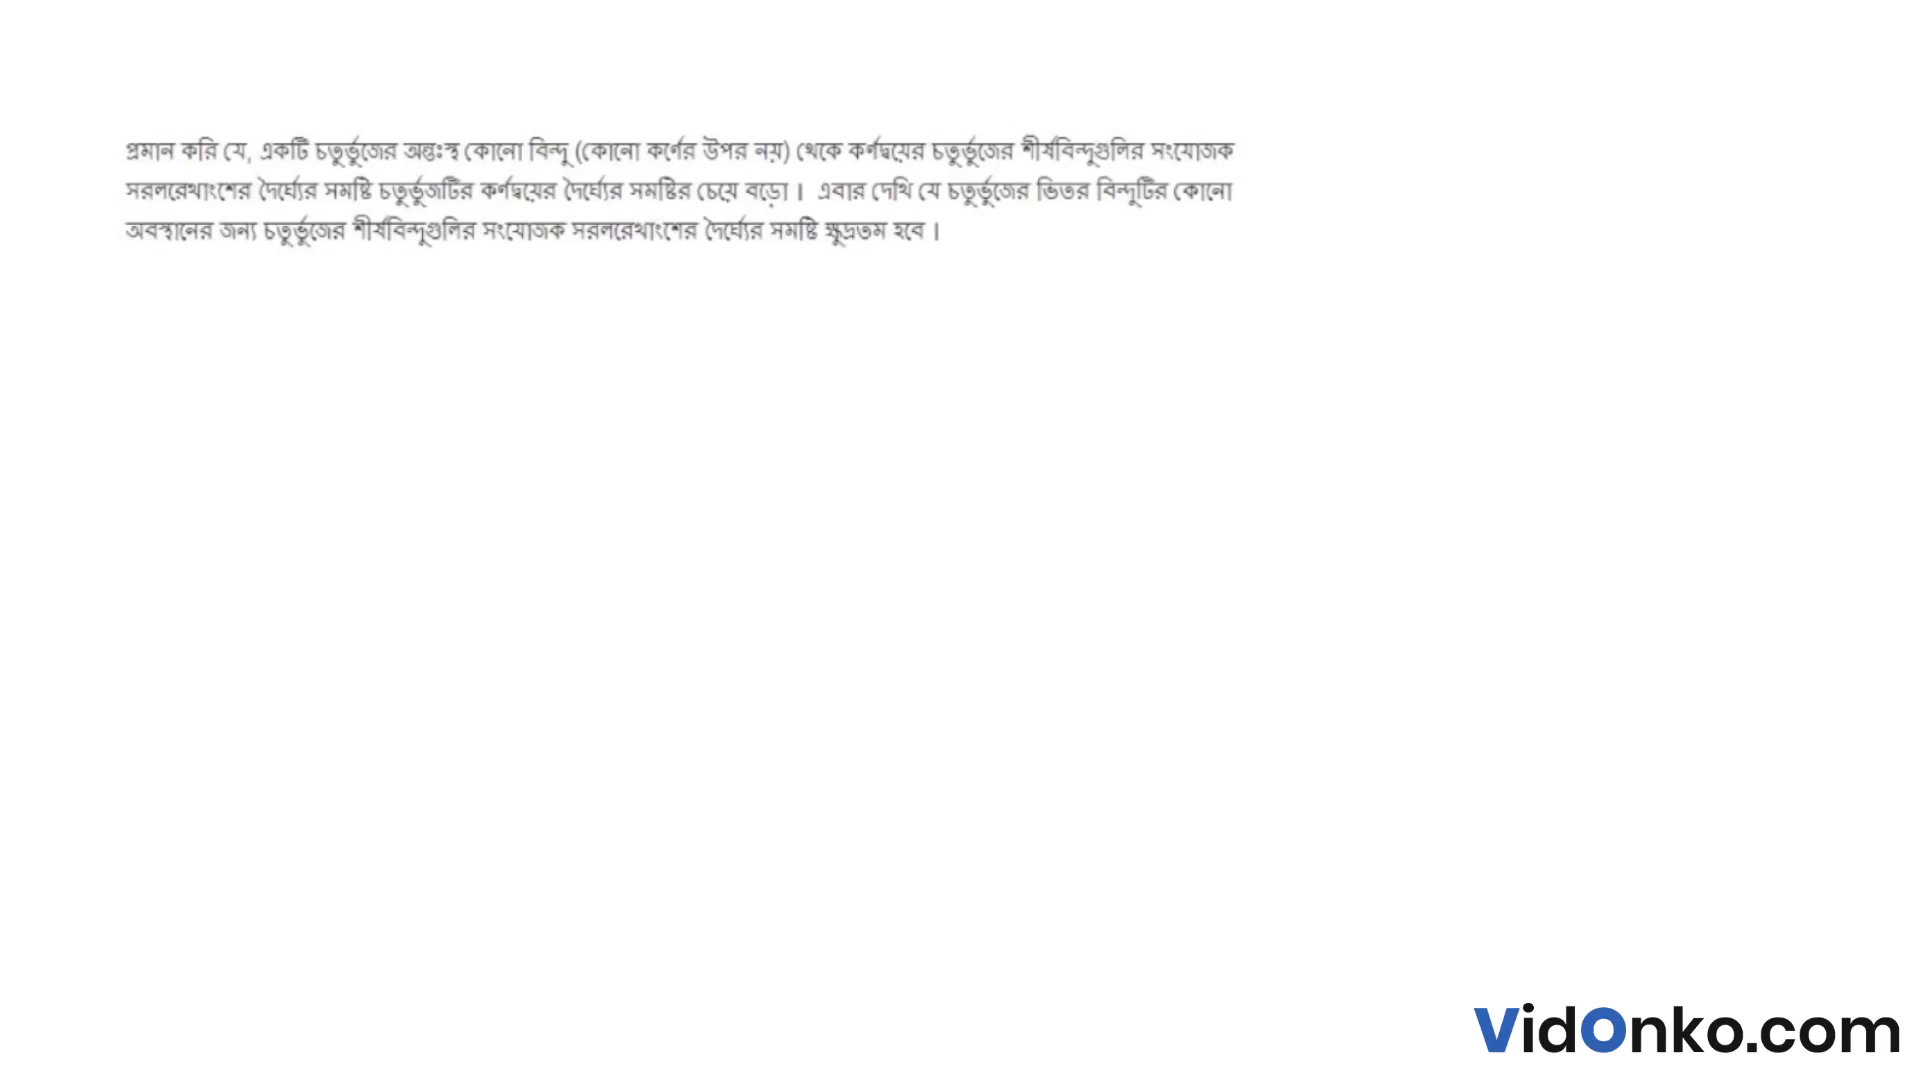 প্রমান করি যে, একটি চতুর্ভুজের অন্তঃস্থ কোনো বিন্দু (কোনো কর্ণের উপর নয়) থেকে কর্ণদ্বয়ের চতুর্ভুজের শীর্ষবিন্দুগুলির সংযোজক
সরলরেখাংশের দৈর্ঘ্যের সমষ্টি চতুর্ভুজটির কর্ণদ্বয়ের দৈর্ঘ্যের সমষ্টির চেয়ে বড়ো । এবার দেখি যে চতুর্ভুজের ভিতর বিন্দুটির কোনো
অবস্থানের জন্য চতুর্ভুজের শীর্ষবিন্দুগুলির সংযোজক সরলরেখাংশের দৈর্ঘ্যের সমষ্টি ক্ষুদ্রতম হবে ।
VidOnko.com